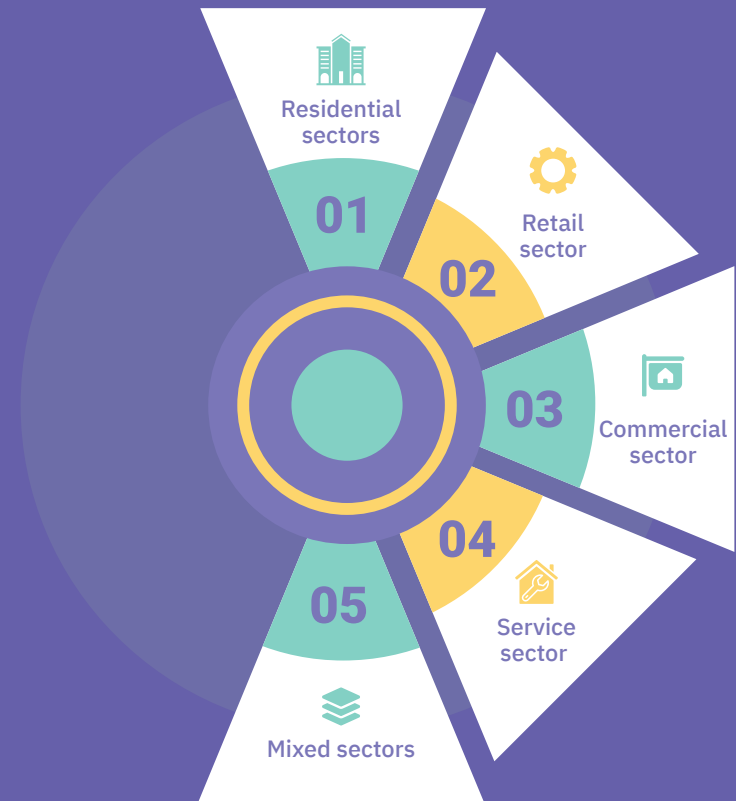 Residential
sectors
01
Retail
sector
02
03
Commercial
sector
04
Service
sector
05
Mixed sectors